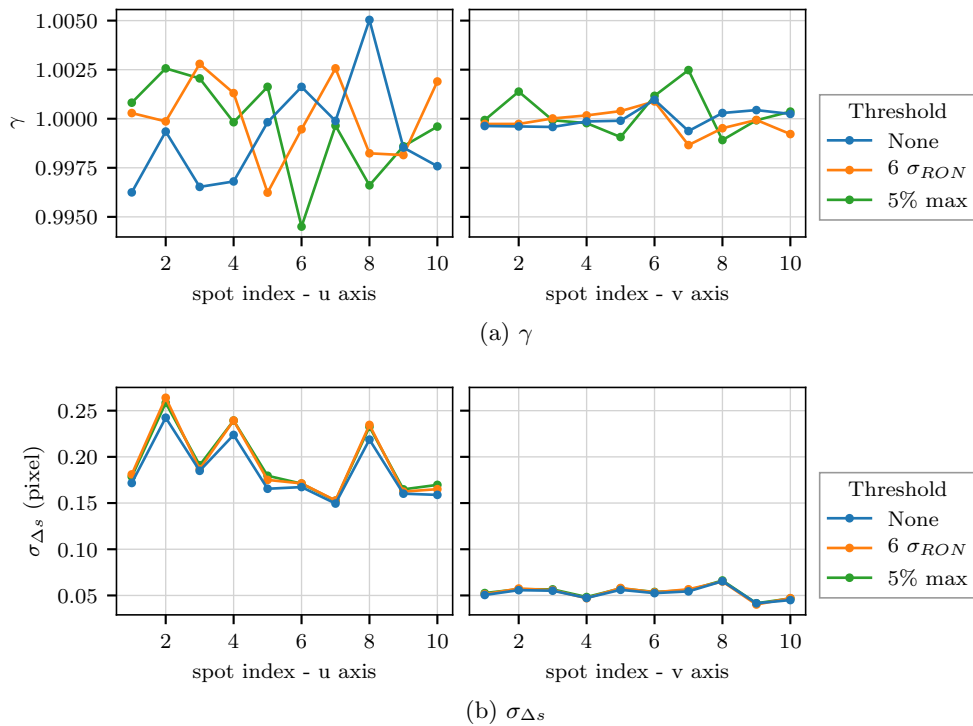 1.0050
1.0025
1.0000
0.9975
0.9950
γ
2 4 6 8 10
spot index - u axis
2 4 6 8 10
spot index - v axis
Threshold
None
6 σ_RON
5% max
(a) γ
0.25
0.20
0.15
0.10
0.05
σ_Δs (pixel)
2 4 6 8 10
spot index - u axis
2 4 6 8 10
spot index - v axis
Threshold
None
6 σ_RON
5% max
(b) σ_Δs